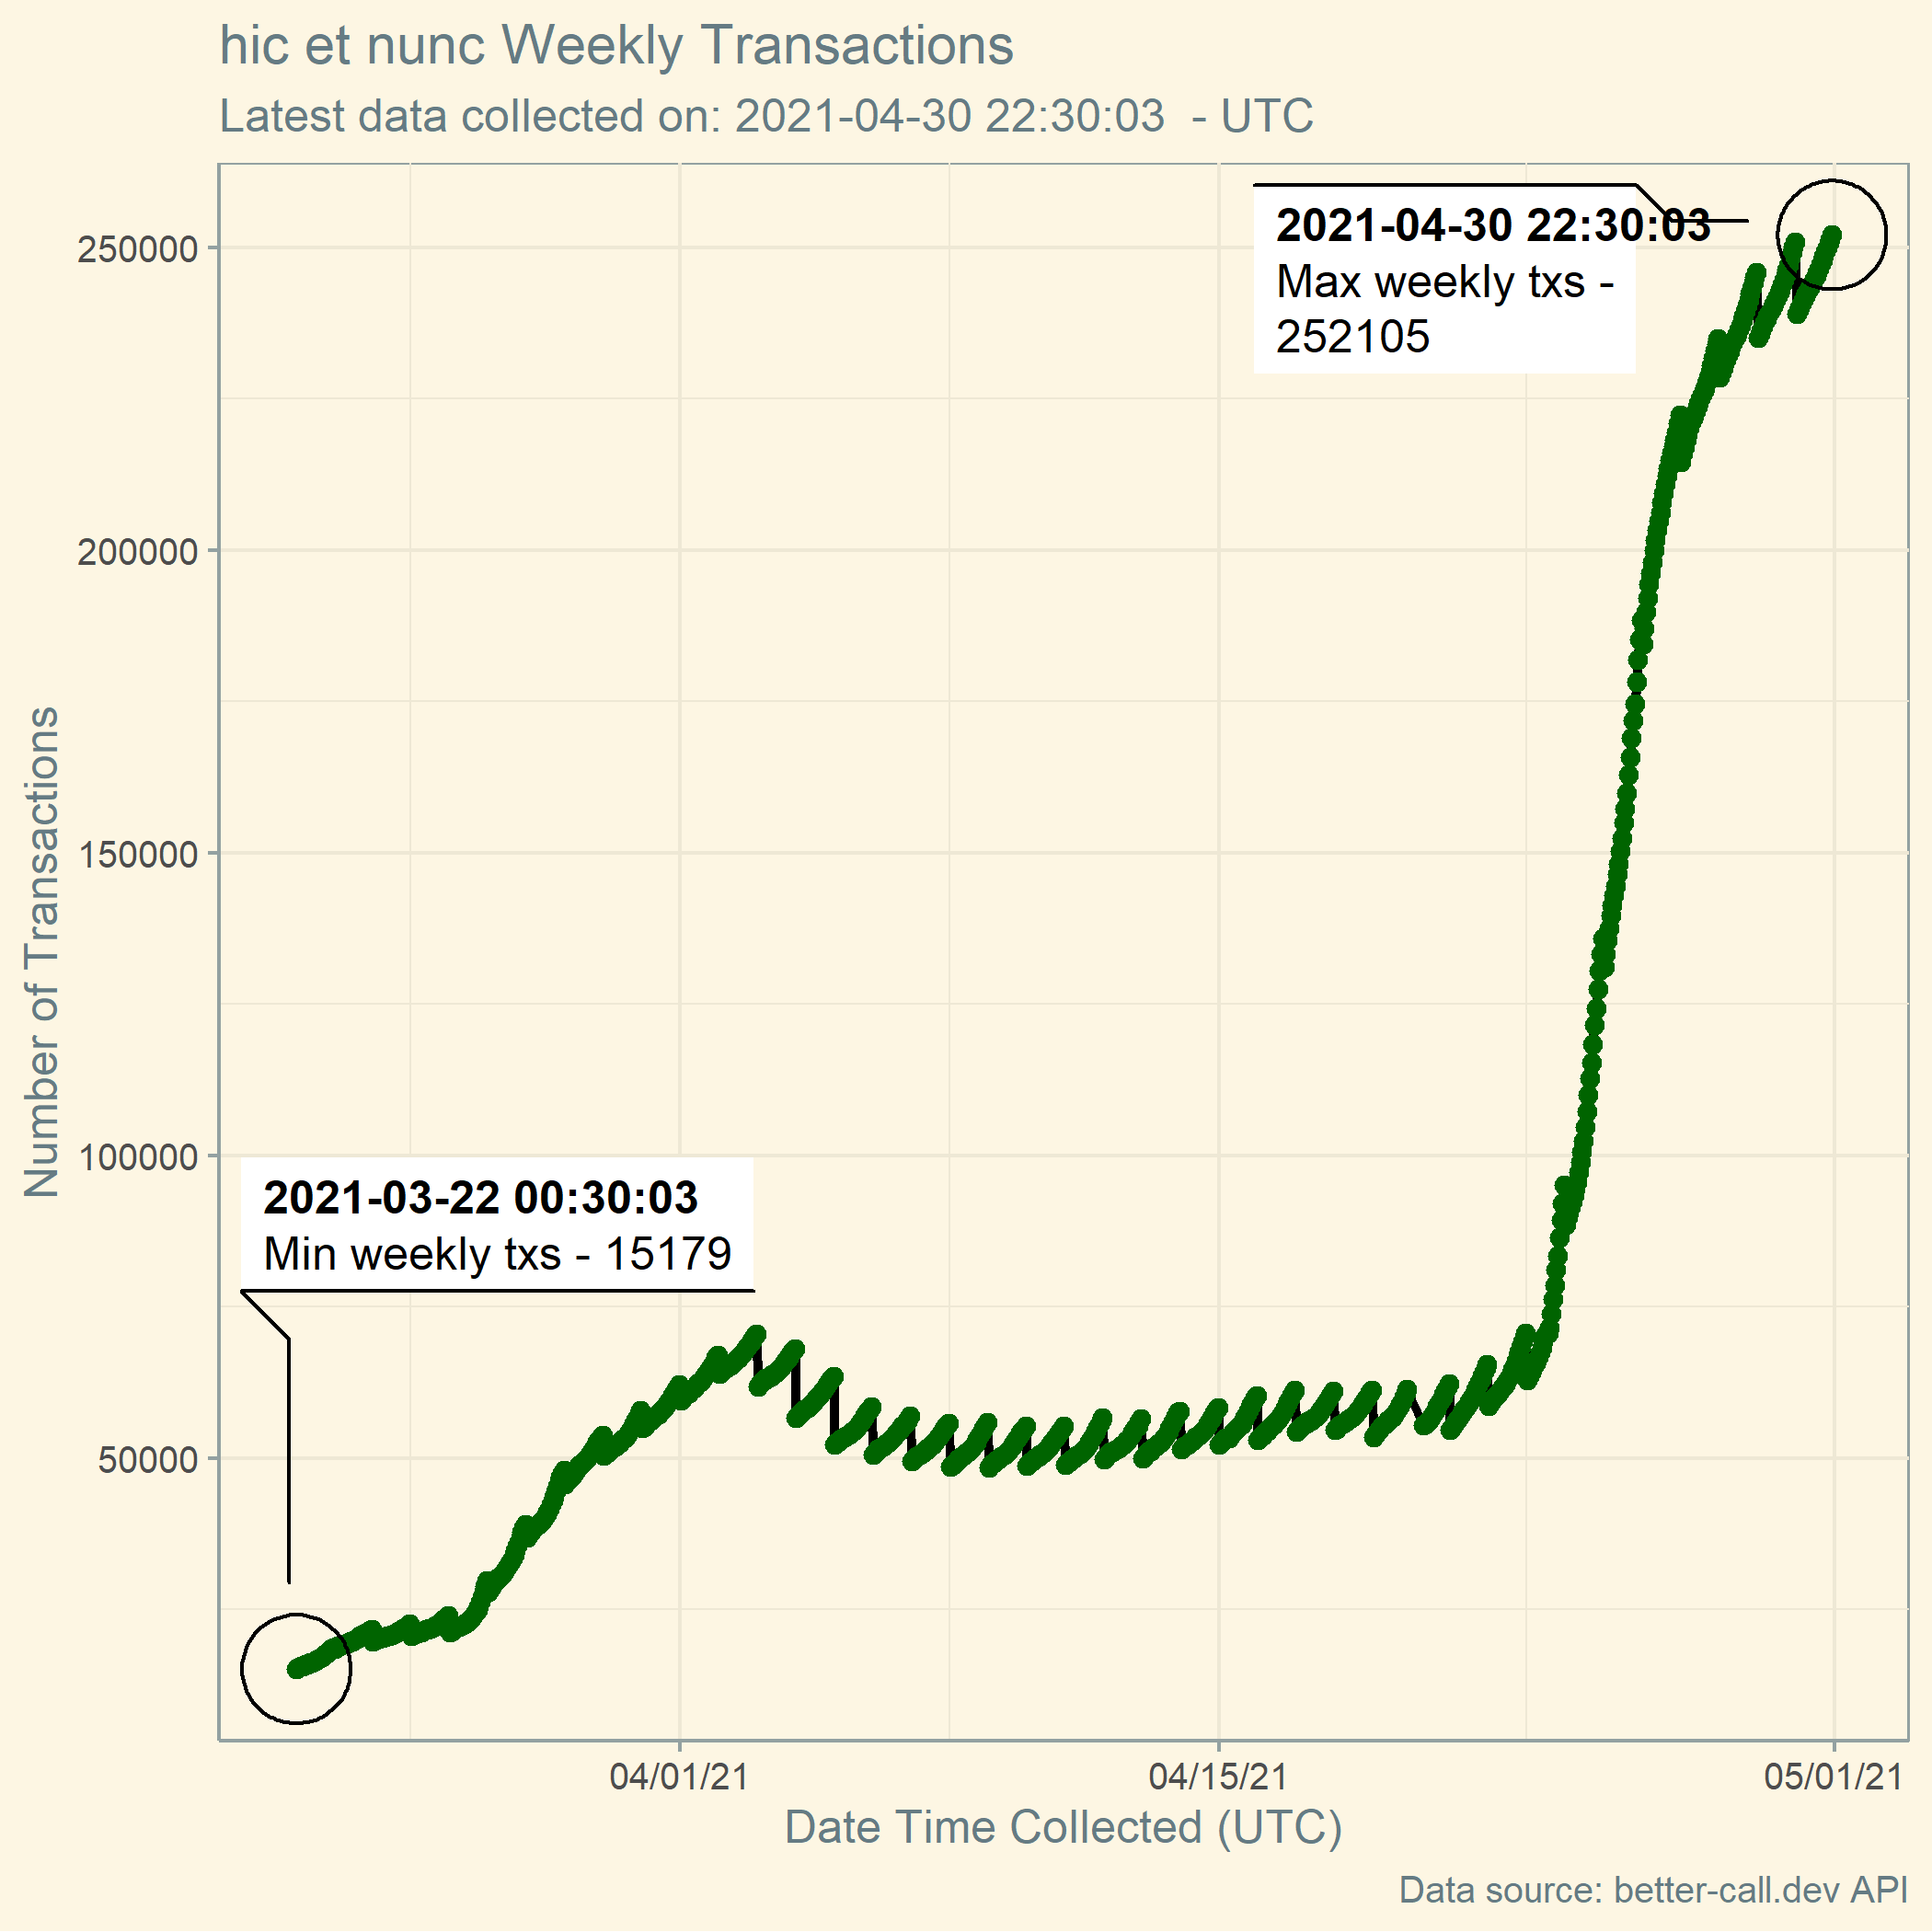 hic et nunc Weekly Transactions
Latest data collected on: 2021-04-30 22:30:03 - UTC
2021-04-30 22:30:03
Max weekly txs -
252105
250000
200000
150000
100000
50000
Number of Transactions
2021-03-22 00:30:03
Min weekly txs - 15179
04/01/21
04/15/21
05/01/21
Date Time Collected (UTC)
Data source: better-call.dev API